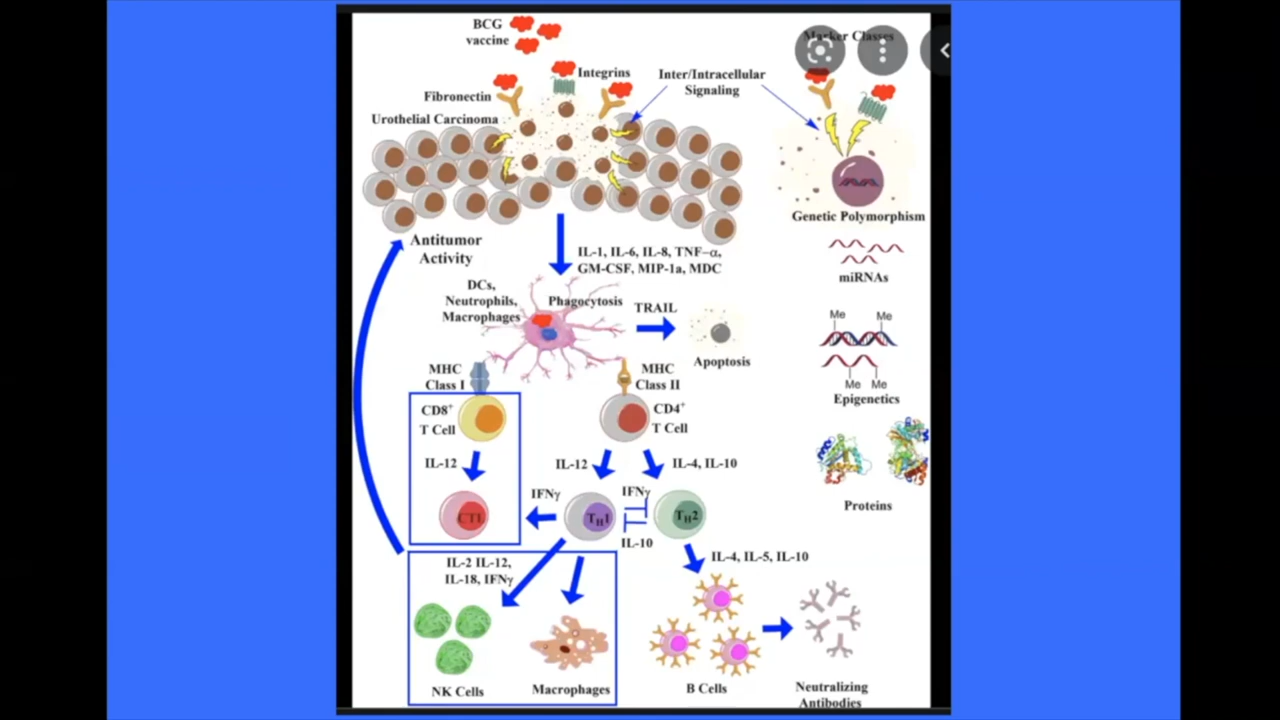 BCG
vaccine
Marker Classes
Integrins
Inter/Intracellular
Signaling
Fibronectin
Urothelial Carcinoma
Genetic Polymorphism
Antitumor
Activity
IL-1, IL-6, IL-8, TNF-α,
GM-CSF, MIP-1a, MDC
miRNAs
DCs,
Neutrophils,
Macrophages
Phagocytosis
TRAIL
Apoptosis
Me
Me
Me
Me
Epigenetics
MHC
Class I
MHC
Class II
CD8+
T Cell
CD4+
T Cell
IL-12
IL-12
IL-4, IL-10
IFNγ
IFNγ
CTL
TH1
TH2
IL-10
Proteins
IL-2 IL-12,
IL-18, IFNγ
IL-4, IL-5, IL-10
NK Cells
Macrophages
B Cells
Neutralizing
Antibodies